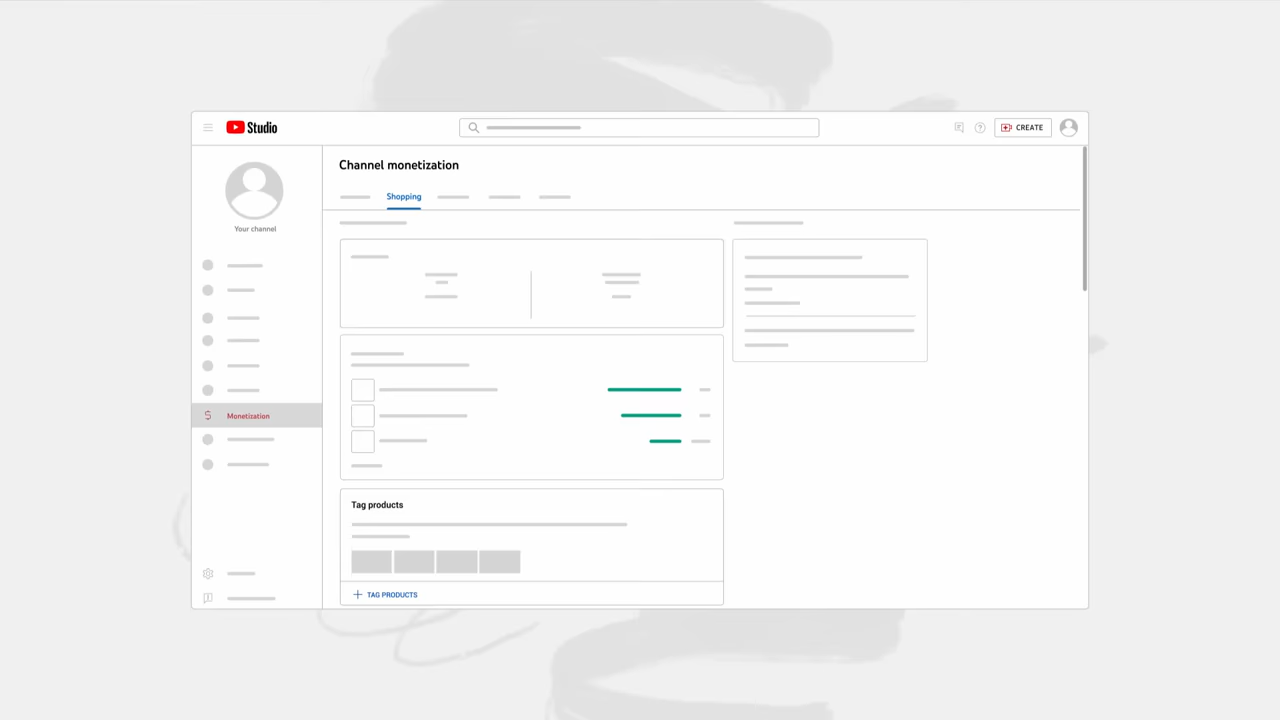 Studio
CREATE
Your channel
Monetization
Channel monetization
Shopping
Tag products
TAG PRODUCTS